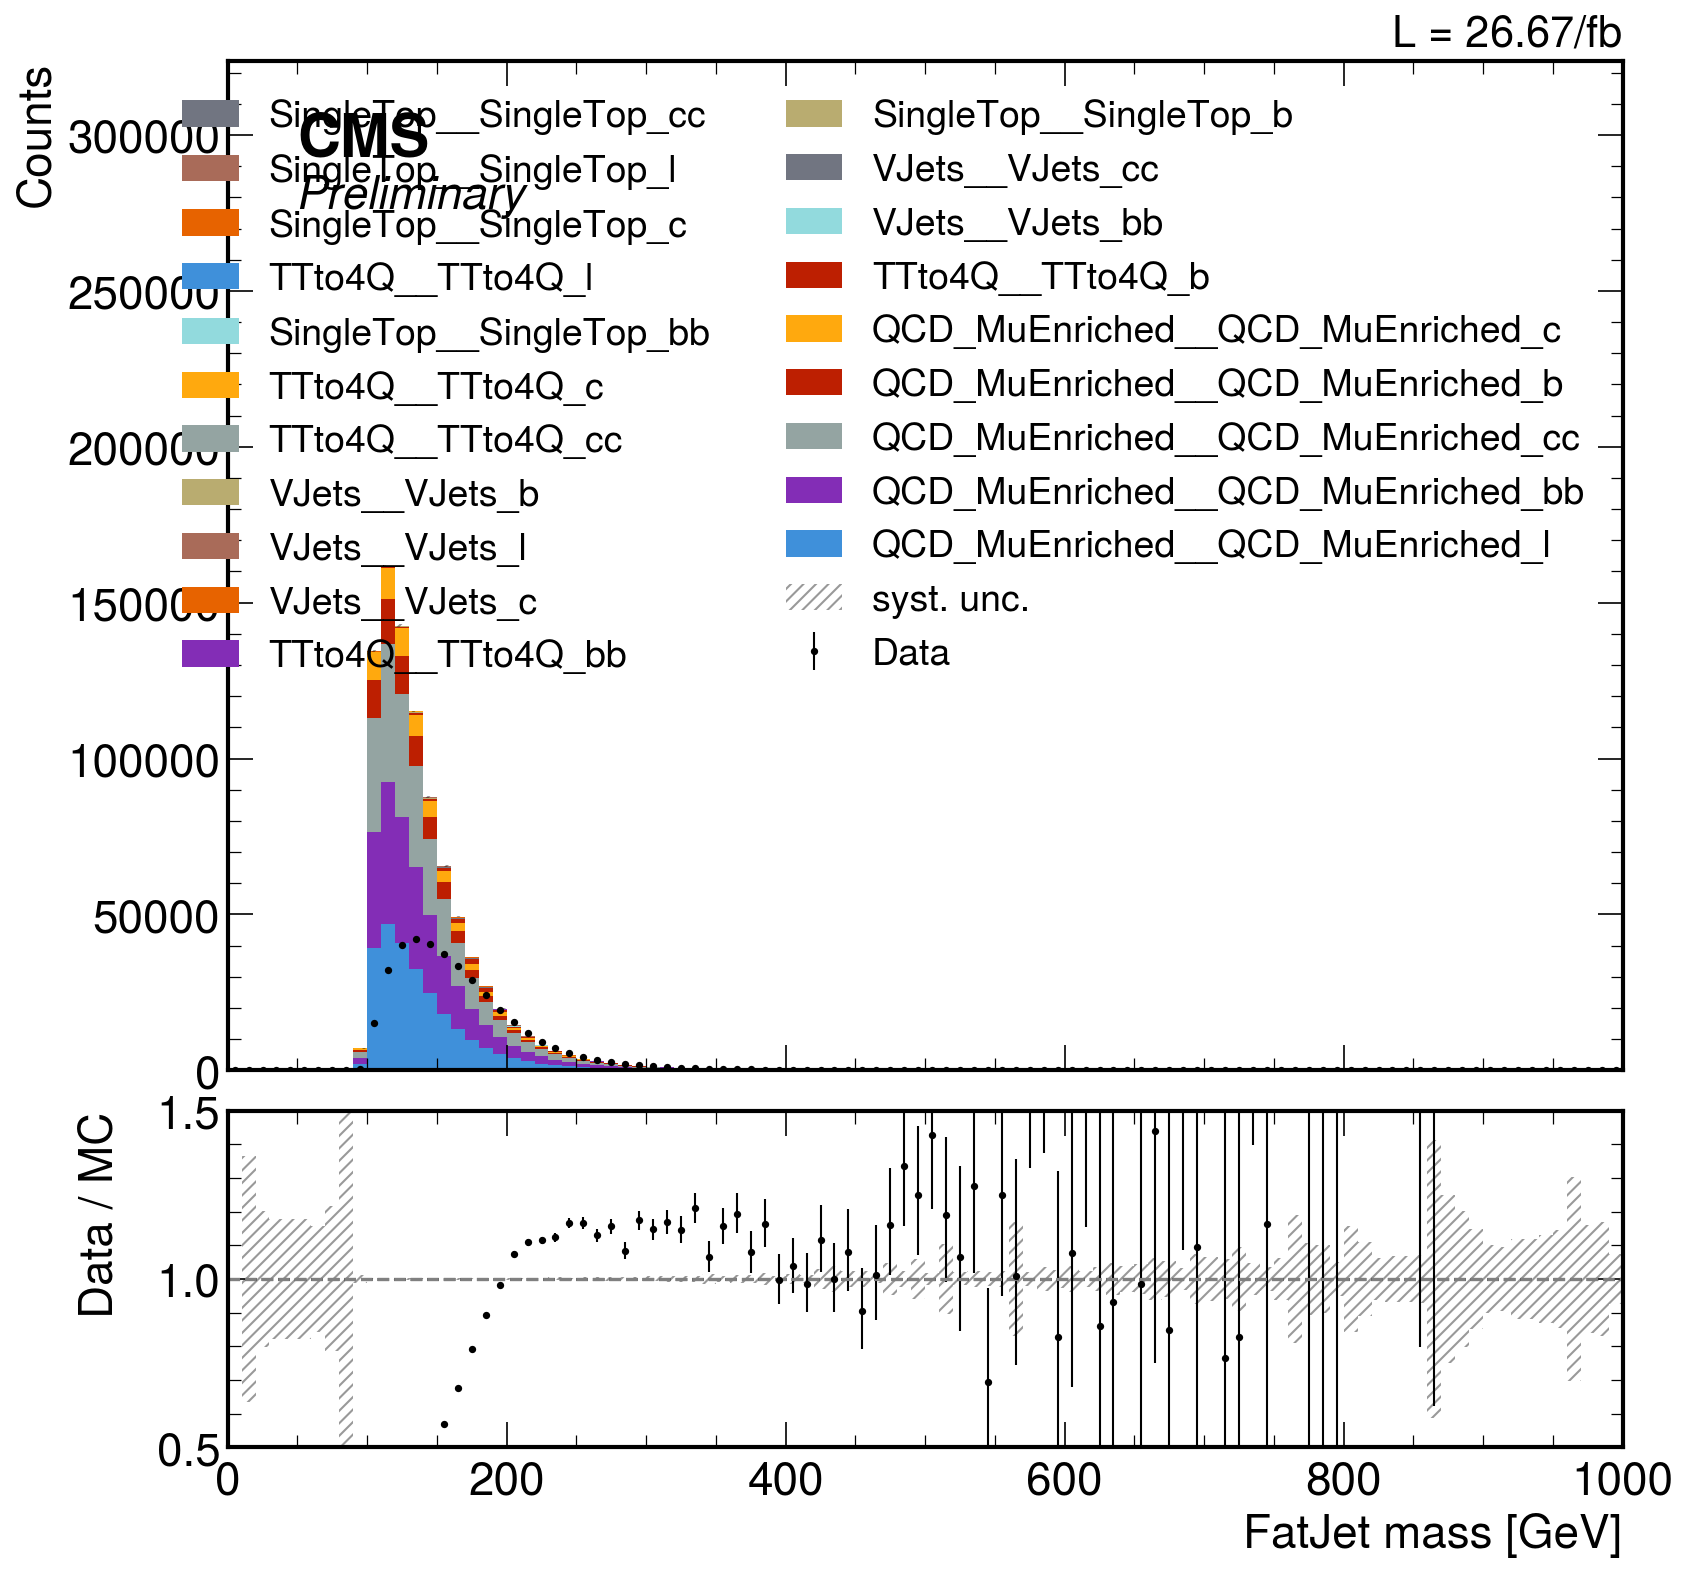 L = 26.67/fb
Counts
CMS
Preliminary
SingleTop__SingleTop_cc
SingleTop__SingleTop_l
SingleTop__SingleTop_c
TTto4Q__TTto4Q_l
SingleTop__SingleTop_bb
TTto4Q__TTto4Q_c
TTto4Q__TTto4Q_cc
VJets__VJets_b
VJets__VJets_l
VJets__VJets_c
TTto4Q__TTto4Q_bb
SingleTop__SingleTop_b
VJets__VJets_cc
VJets__VJets_bb
TTto4Q__TTto4Q_b
QCD_MuEnriched__QCD_MuEnriched_c
QCD_MuEnriched__QCD_MuEnriched_b
QCD_MuEnriched__QCD_MuEnriched_cc
QCD_MuEnriched__QCD_MuEnriched_bb
QCD_MuEnriched__QCD_MuEnriched_l
syst. unc.
Data
300000
250000
200000
150000
100000
50000
0
Data / MC
1.5
1.0
0.5
0 200 400 600 800 1000
FatJet mass [GeV]